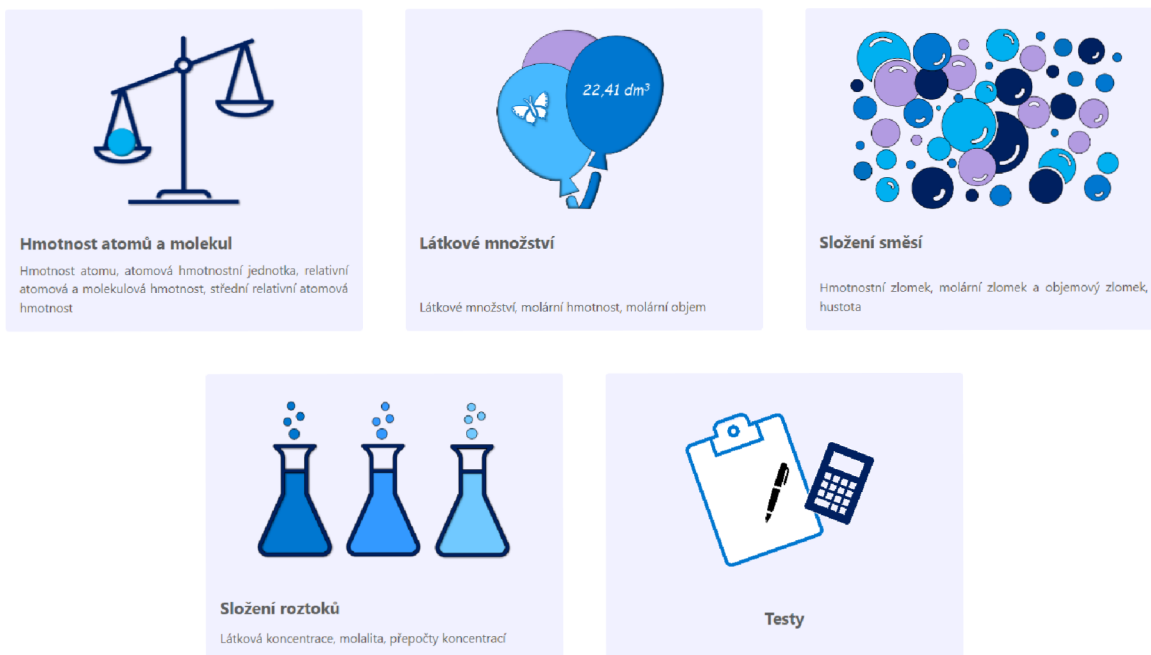 22,41 dm³
Hmotnost atomů a molekul
Hmotnost atomu, atomová hmotnostní jednotka, relativní
atomová a molekulová hmotnost, střední relativní atomová
hmotnost
Látkové množství
Látkové množství, molární hmotnost, molární objem
Složení směsí
Hmotnostní zlomek, molární zlomek a objemový zlomek,
hustota
Složení roztoků
Látková koncentrace, molalita, přepočty koncentrací
Testy